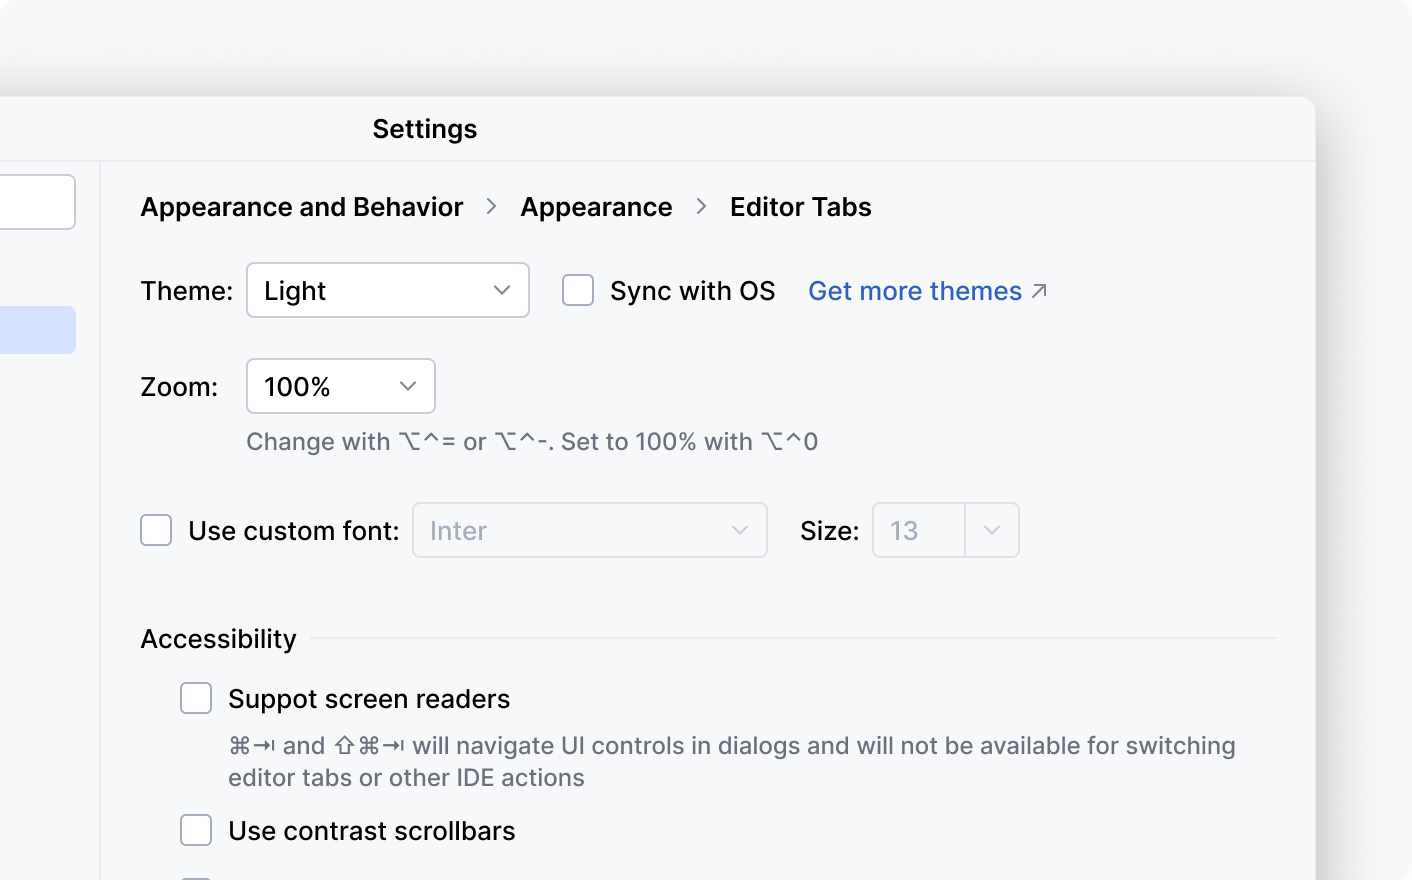 Settings
Appearance and Behavior > Appearance > Editor Tabs
Theme: Light Sync with OS Get more themes ↗
Zoom: 100%
Change with ⌥^= or ⌥^-. Set to 100% with ⌥^0
Use custom font: Inter Size: 13
Accessibility
Suppot screen readers
⌘⇥ and ⇧⌘⇥ will navigate UI controls in dialogs and will not be available for switching
editor tabs or other IDE actions
Use contrast scrollbars